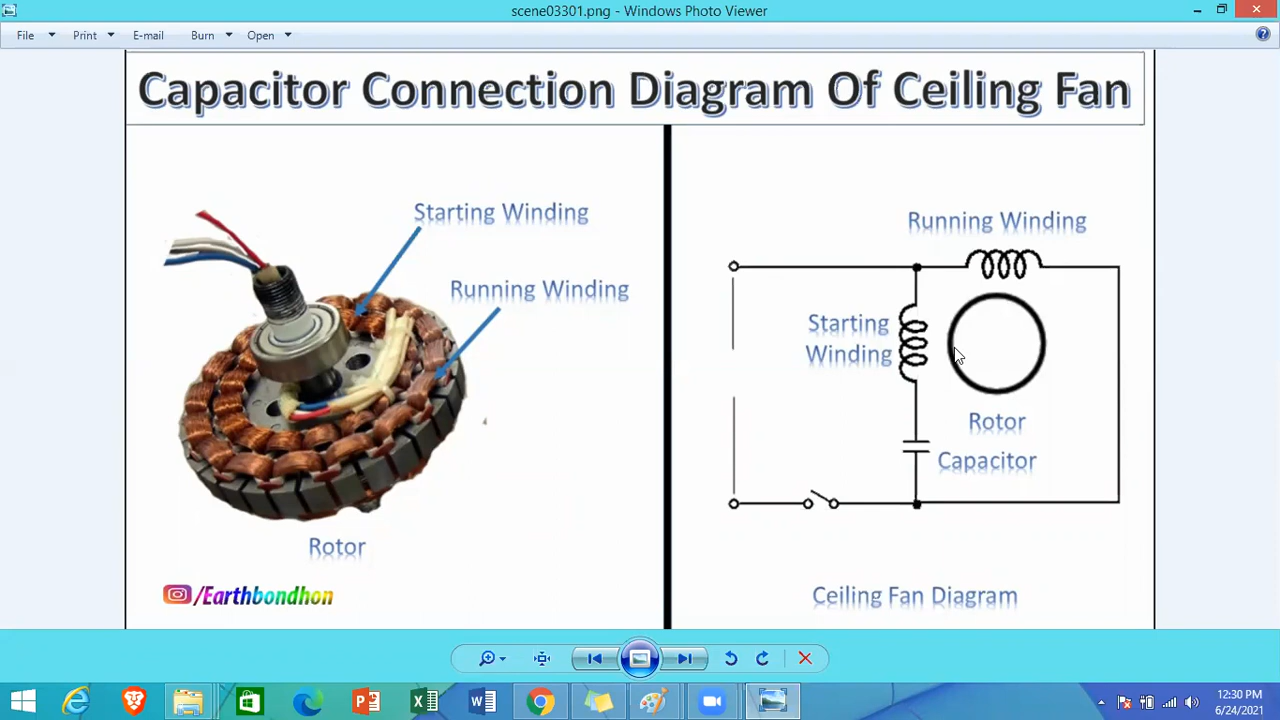 scene03301.png - Windows Photo Viewer
File Print E-mail Burn Open
Capacitor Connection Diagram Of Ceiling Fan
Starting Winding
Running Winding
Rotor
/Earthbondhon
Running Winding
Starting
Winding
Rotor
Capacitor
Ceiling Fan Diagram
12:30 PM
6/24/2021